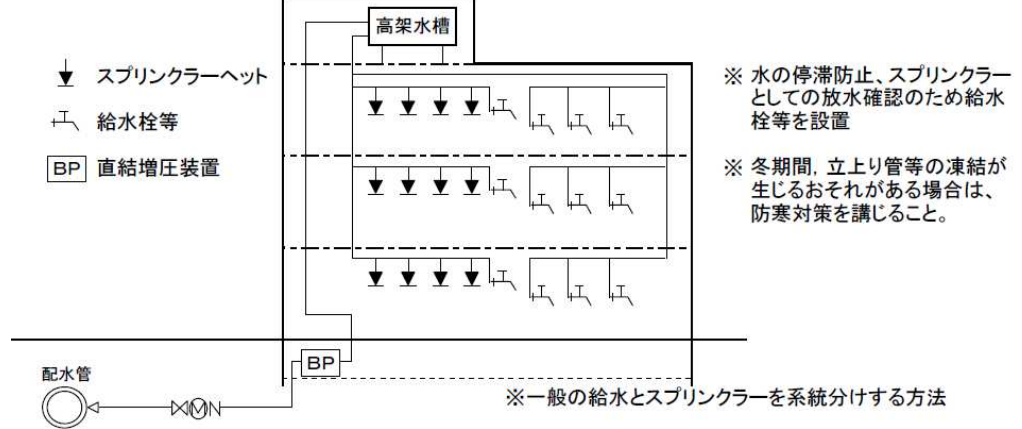 高架水槽
スプリンクラーヘット
給水栓等
BP 直結増圧装置
※ 水の停滞防止、スプリンクラー
としての放水確認のため給水
栓等を設置
※ 冬期間，立上り管等の凍結が
生じるおそれがある場合は、
防寒対策を講じること。
BP
配水管
M N
※一般の給水とスプリンクラーを系統分けする方法